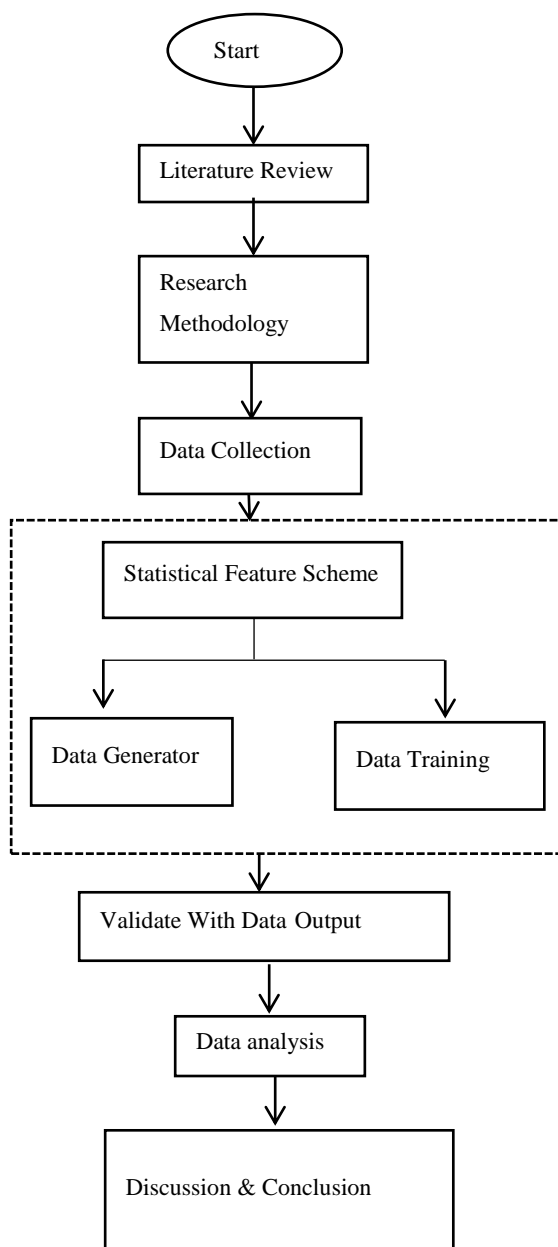 Start
Literature Review
Research
Methodology
Data Collection
Statistical Feature Scheme
Data Generator
Data Training
Validate With Data Output
Data analysis
Discussion & Conclusion